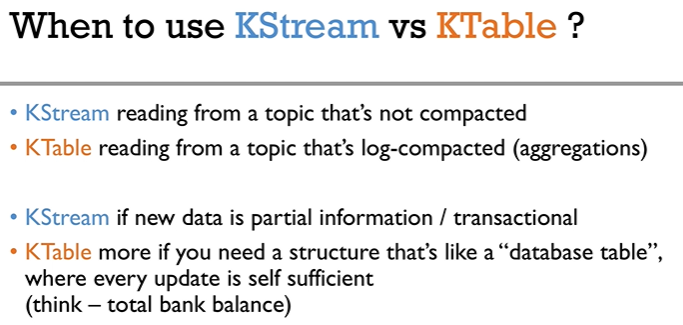 When to use KStream vs KTable ?
• KStream reading from a topic that's not compacted
• KTable reading from a topic that's log-compacted (aggregations)
• KStream if new data is partial information / transactional
• KTable more if you need a structure that's like a “database table”,
where every update is self sufficient
(think – total bank balance)